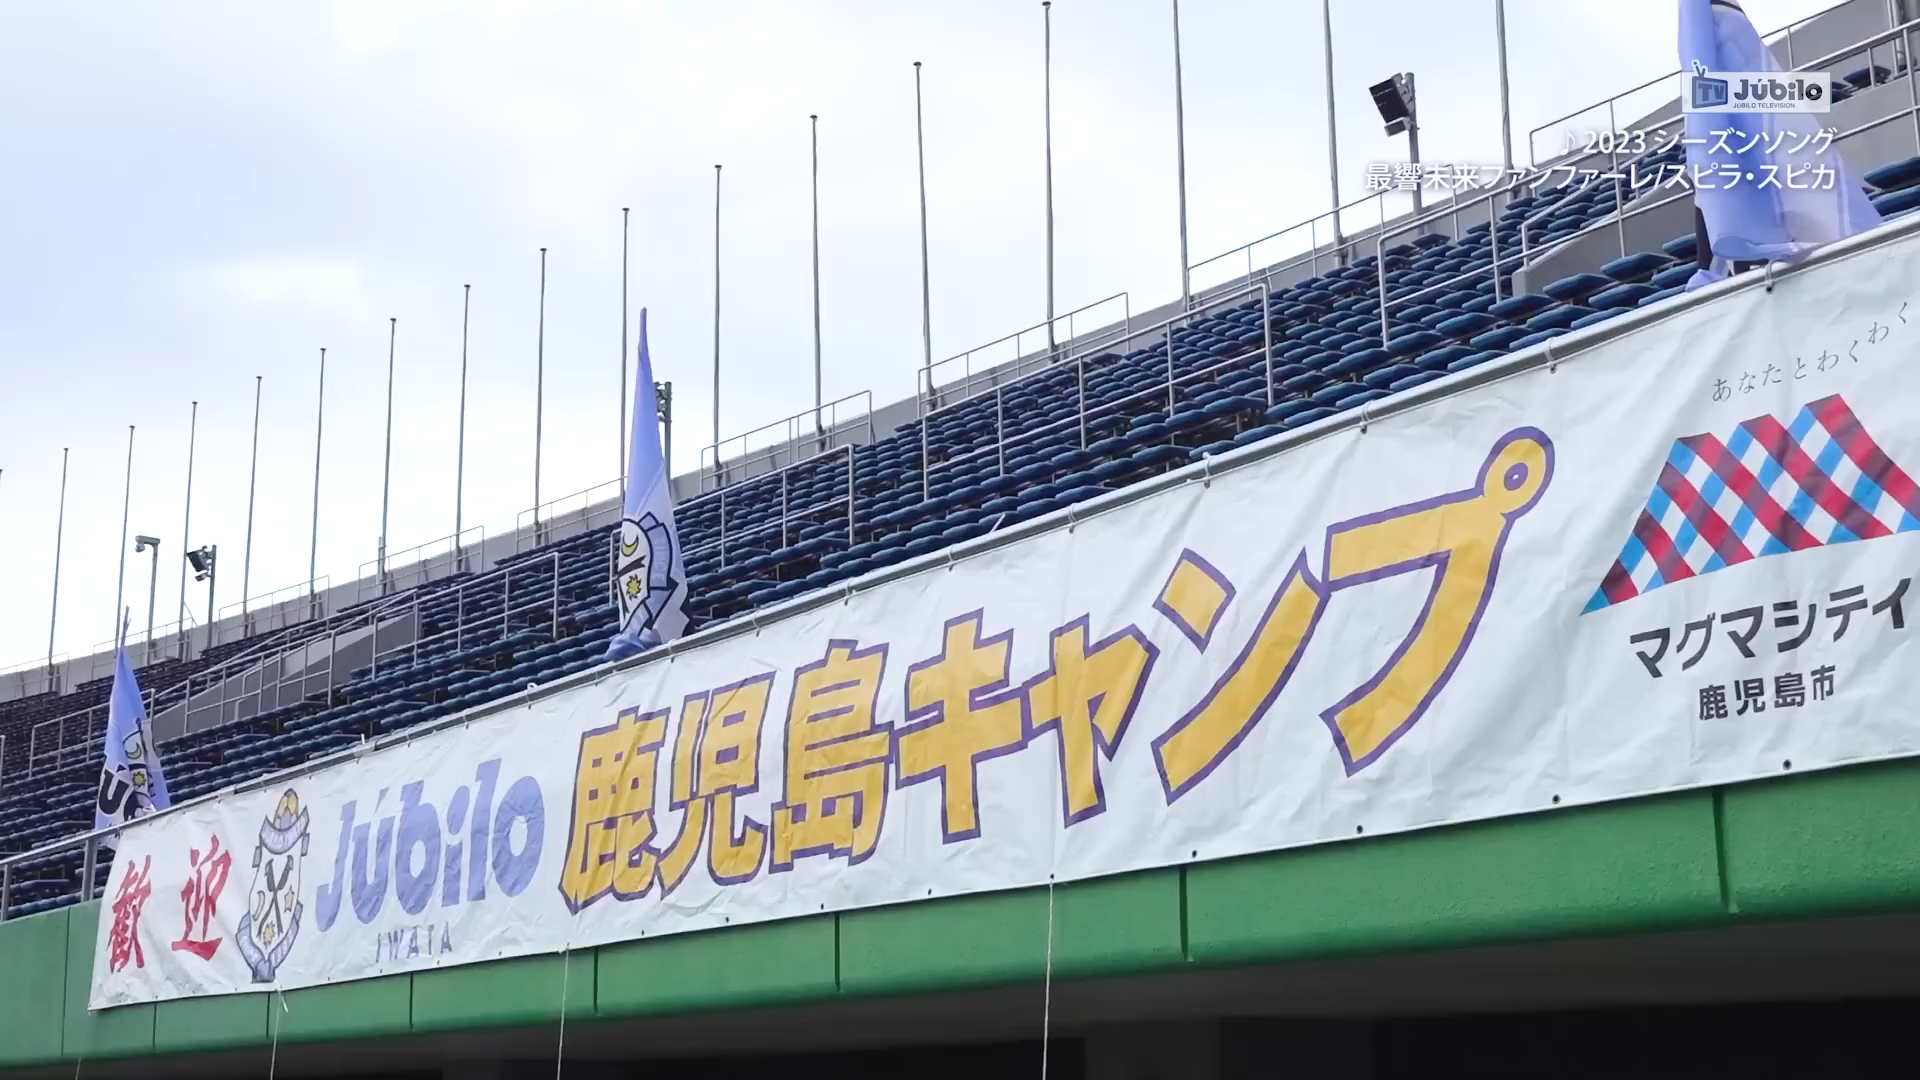 TV Júbilo
JÚBILO TELEVISION
♪2023 シーズンソング
最響未来ファンファーレ/スピラ・スピカ
あなたとわくわく
マグマシティ
鹿児島市
歓迎 Júbilo 鹿児島キャンプ
IWATA